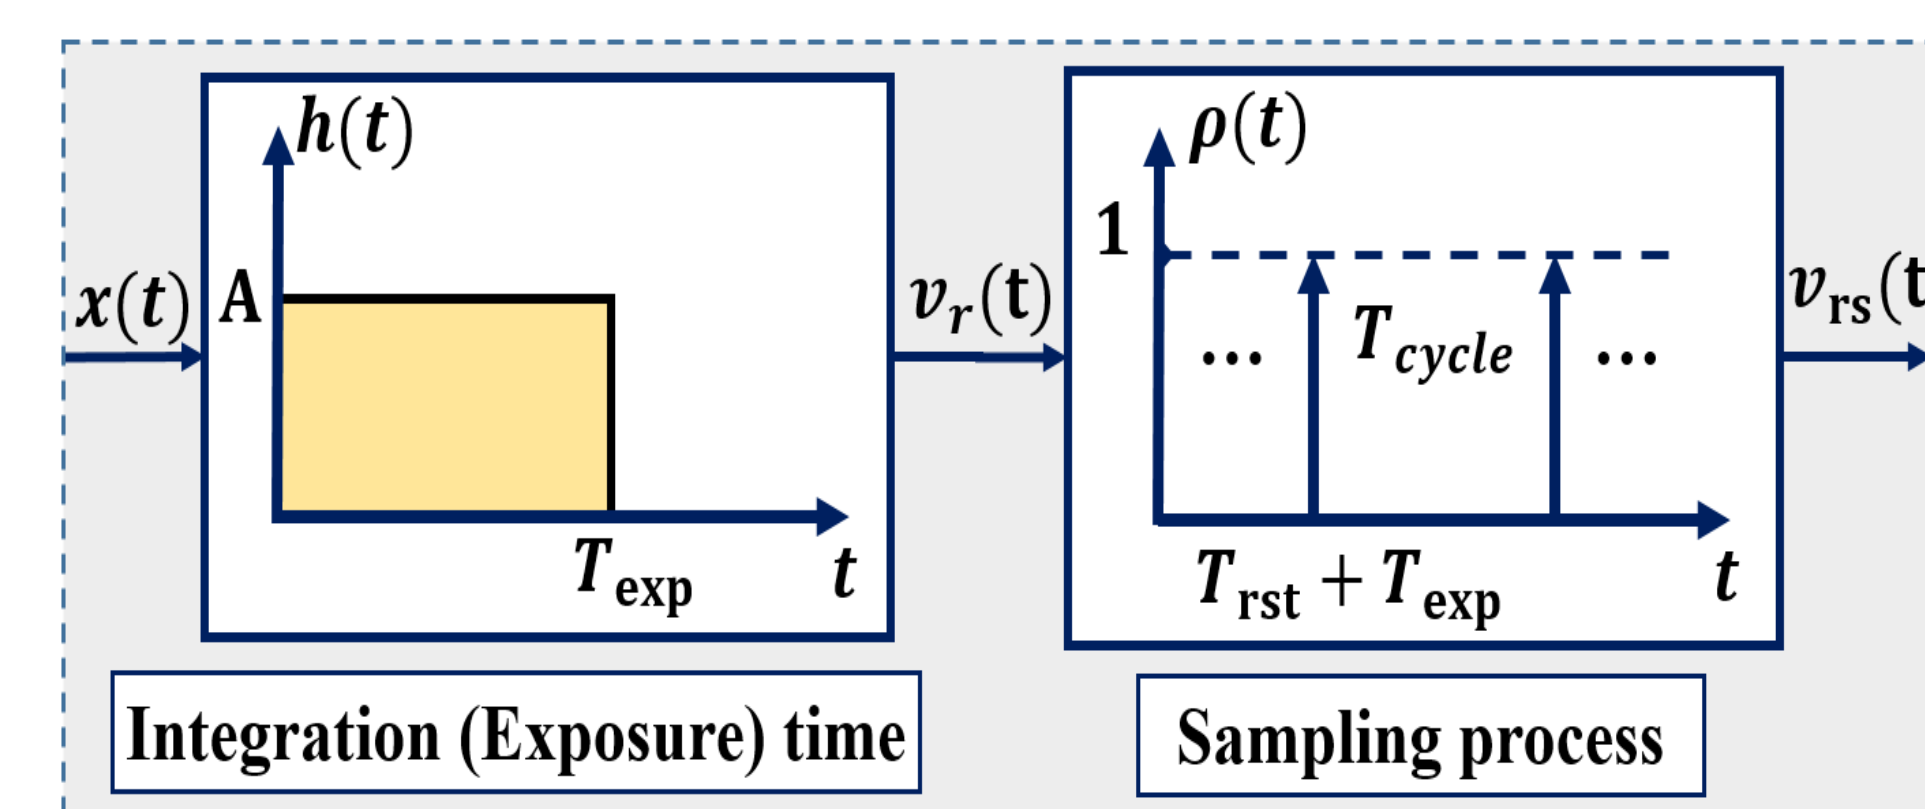 h(t)
A
x(t)
T_exp
t
Integration (Exposure) time
v_r(t)
ρ(t)
1
... T_cycle ...
T_rst + T_exp
t
Sampling process
v_rs(t